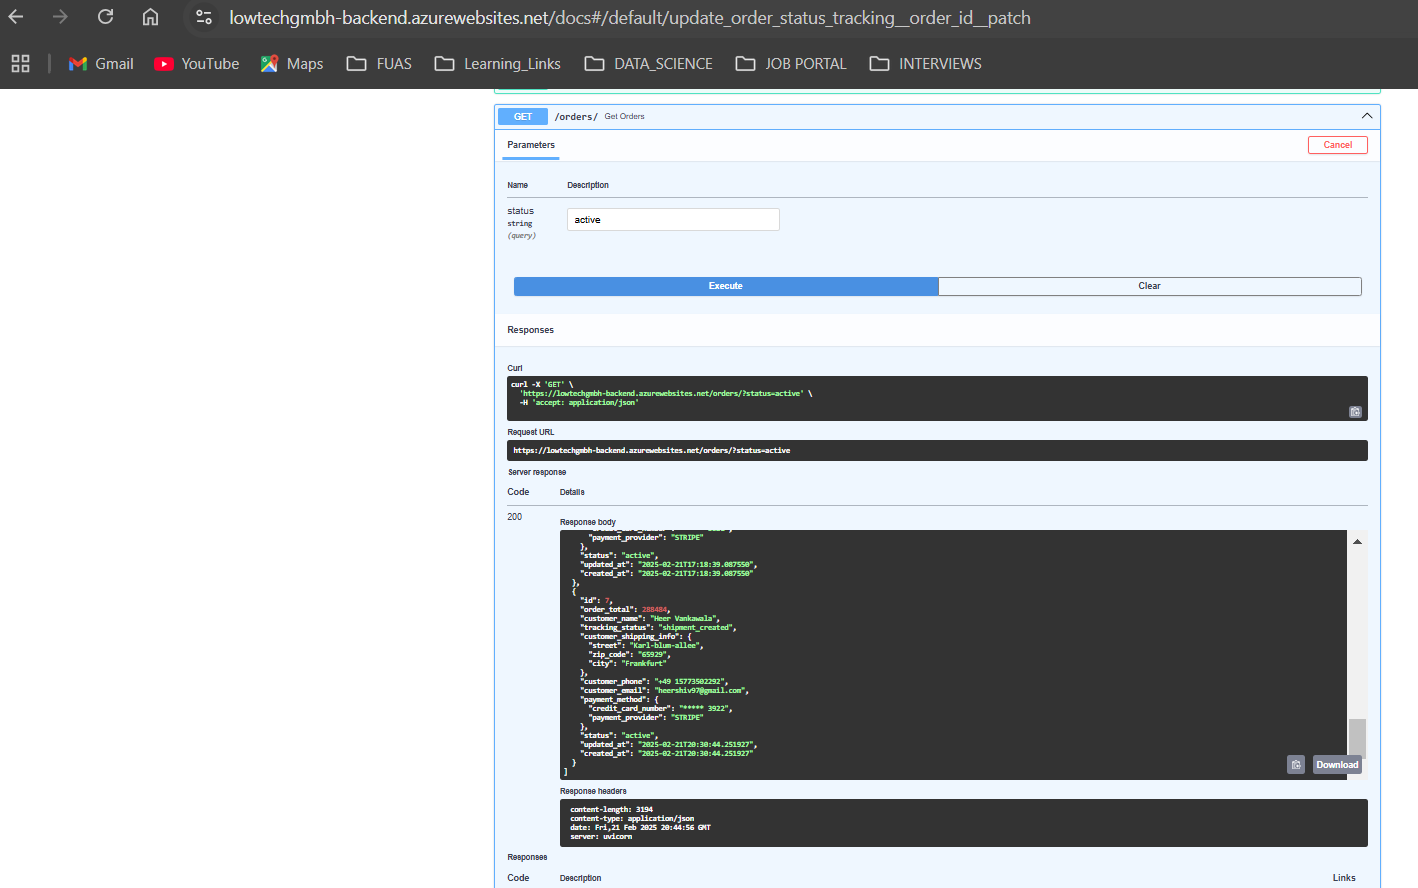 lowtechgmbh-backend.azurewebsites.net/docs#/default/update_order_status_tracking__order_id__patch
Gmail YouTube Maps FUAS Learning_Links DATA_SCIENCE JOB PORTAL INTERVIEWS
GET /orders/ Get Orders
Parameters Cancel
Name Description
status
string
(query)
active
Execute Clear
Responses
Curl
curl -X 'GET' \
'https://lowtechgmbh-backend.azurewebsites.net/orders/?status=active' \
-H 'accept: application/json'
Request URL
https://lowtechgmbh-backend.azurewebsites.net/orders/?status=active
Server response
Code Details
200
Response body
"payment_provider": "STRIPE"
},
"status": "active",
"updated_at": "2025-02-21T17:18:39.087550",
"created_at": "2025-02-21T17:18:39.087550"
},
{
"id": 7,
"order_total": 288484,
"customer_name": "Heer Vankawala",
"tracking_status": "shipment_created",
"customer_shipping_info": {
"street": "Karl-blum-allee",
"zip_code": "65929",
"city": "Frankfurt"
},
"customer_phone": "+49 15773502292",
"customer_email": "heershiv97@gmail.com",
"payment_method": {
"credit_card_number": "***** 3922",
"payment_provider": "STRIPE"
},
"status": "active",
"updated_at": "2025-02-21T20:30:44.251927",
"created_at": "2025-02-21T20:30:44.251927"
}
]
Download
Response headers
content-length: 3194
content-type: application/json
date: Fri,21 Feb 2025 20:44:56 GMT
server: uvicorn
Responses
Code Description Links